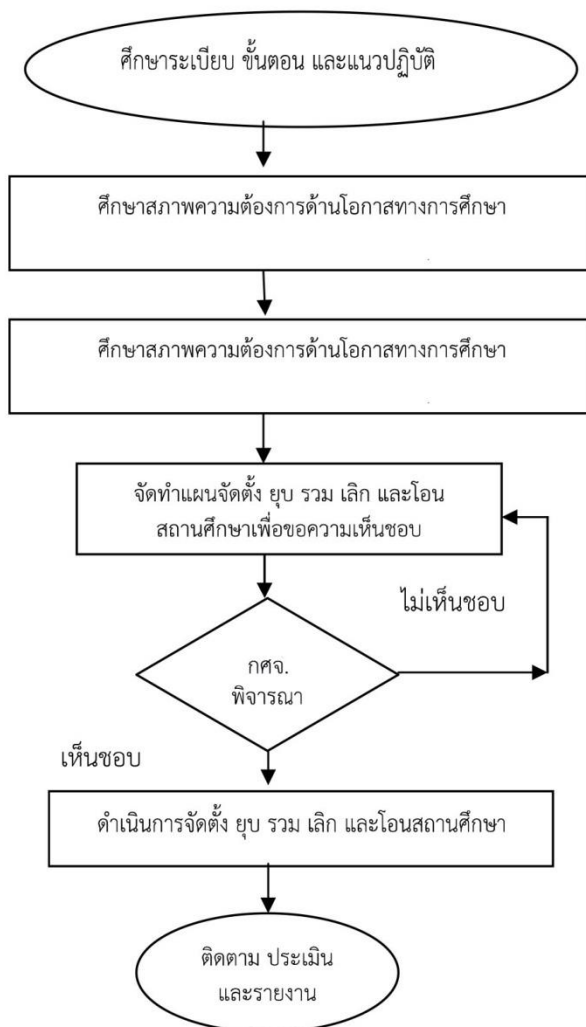 ศึกษาระเบียบ ขั้นตอน และแนวปฏิบัติ
ศึกษาสภาพความต้องการด้านโอกาสทางการศึกษา
ศึกษาสภาพความต้องการด้านโอกาสทางการศึกษา
จัดทำแผนจัดตั้ง ยุบ รวม เลิก และโอน
สถานศึกษาเพื่อขอความเห็นชอบ
ไม่เห็นชอบ
กศจ.
พิจารณา
เห็นชอบ
ดำเนินการจัดตั้ง ยุบ รวม เลิก และโอนสถานศึกษา
ติดตาม ประเมิน
และรายงาน